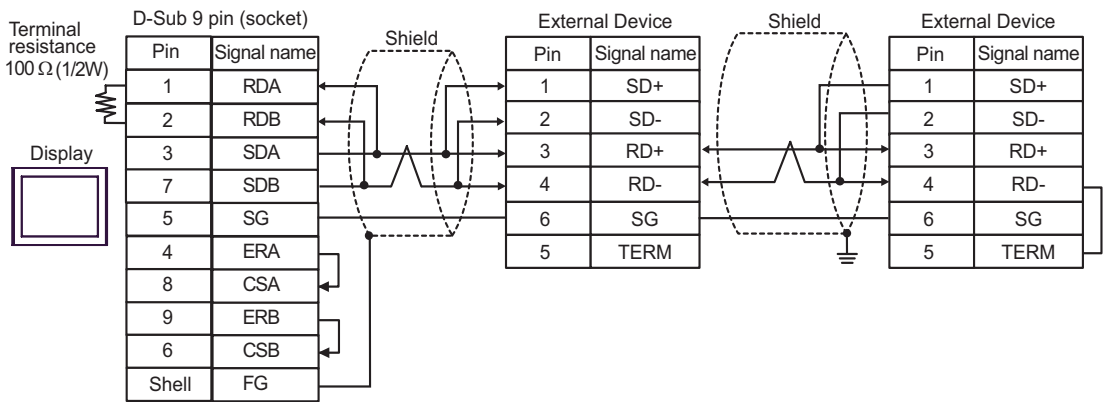 Terminal
resistance
100 Ω (1/2W)
Display
D-Sub 9 pin (socket)
Pin Signal name
1 RDA
2 RDB
3 SDA
7 SDB
5 SG
4 ERA
8 CSA
9 ERB
6 CSB
Shell FG
Shield
External Device
Pin Signal name
1 SD+
2 SD-
3 RD+
4 RD-
6 SG
5 TERM
Shield
External Device
Pin Signal name
1 SD+
2 SD-
3 RD+
4 RD-
6 SG
5 TERM